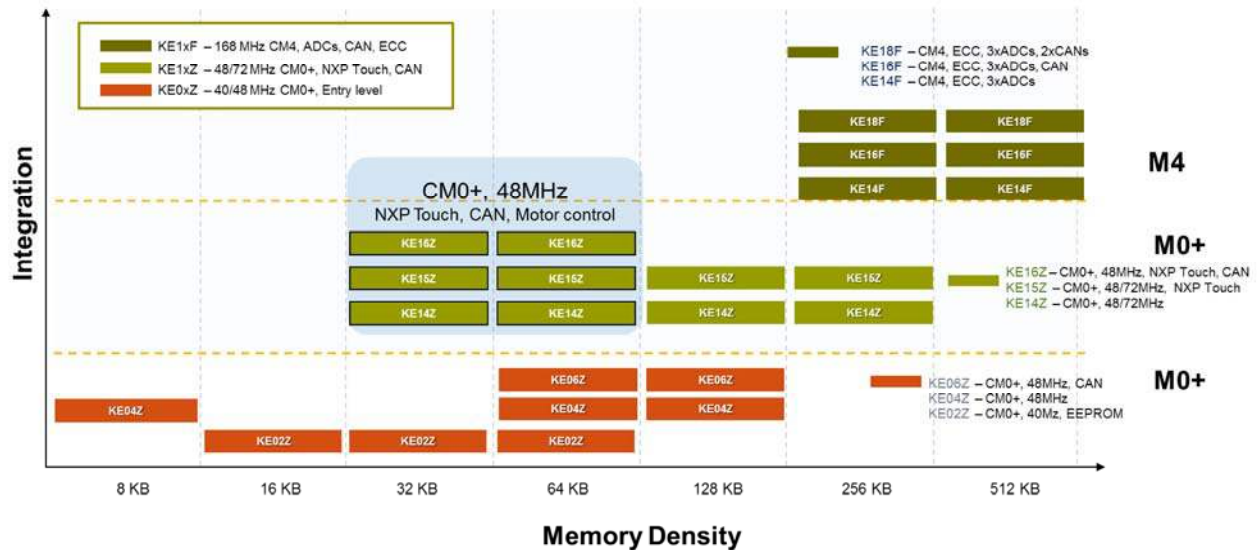 KE1xF – 168 MHz CM4, ADCs, CAN, ECC
KE1xZ – 48/72 MHz CM0+, NXP Touch, CAN
KE0xZ – 40/48 MHz CM0+, Entry level
KE18F – CM4, ECC, 3xADCs, 2xCANs
KE16F – CM4, ECC, 3xADCs, CAN
KE14F – CM4, ECC, 3xADCs
KE18F KE18F
KE16F KE16F
M4
KE14F KE14F
CM0+, 48MHz
NXP Touch, CAN, Motor control
Integration
KE16Z KE16Z
M0+
KE15Z KE15Z KE15Z KE15Z
KE14Z KE14Z KE14Z KE14Z
KE16Z – CM0+, 48MHz, NXP Touch, CAN
KE15Z – CM0+, 48/72MHz, NXP Touch
KE14Z – CM0+, 48/72MHz
KE06Z KE06Z
M0+
KE04Z KE04Z KE04Z
KE02Z KE02Z KE02Z
KE06Z – CM0+, 48MHz, CAN
KE04Z – CM0+, 48MHz
KE02Z – CM0+, 40Mz, EEPROM
8 KB 16 KB 32 KB 64 KB 128 KB 256 KB 512 KB
Memory Density